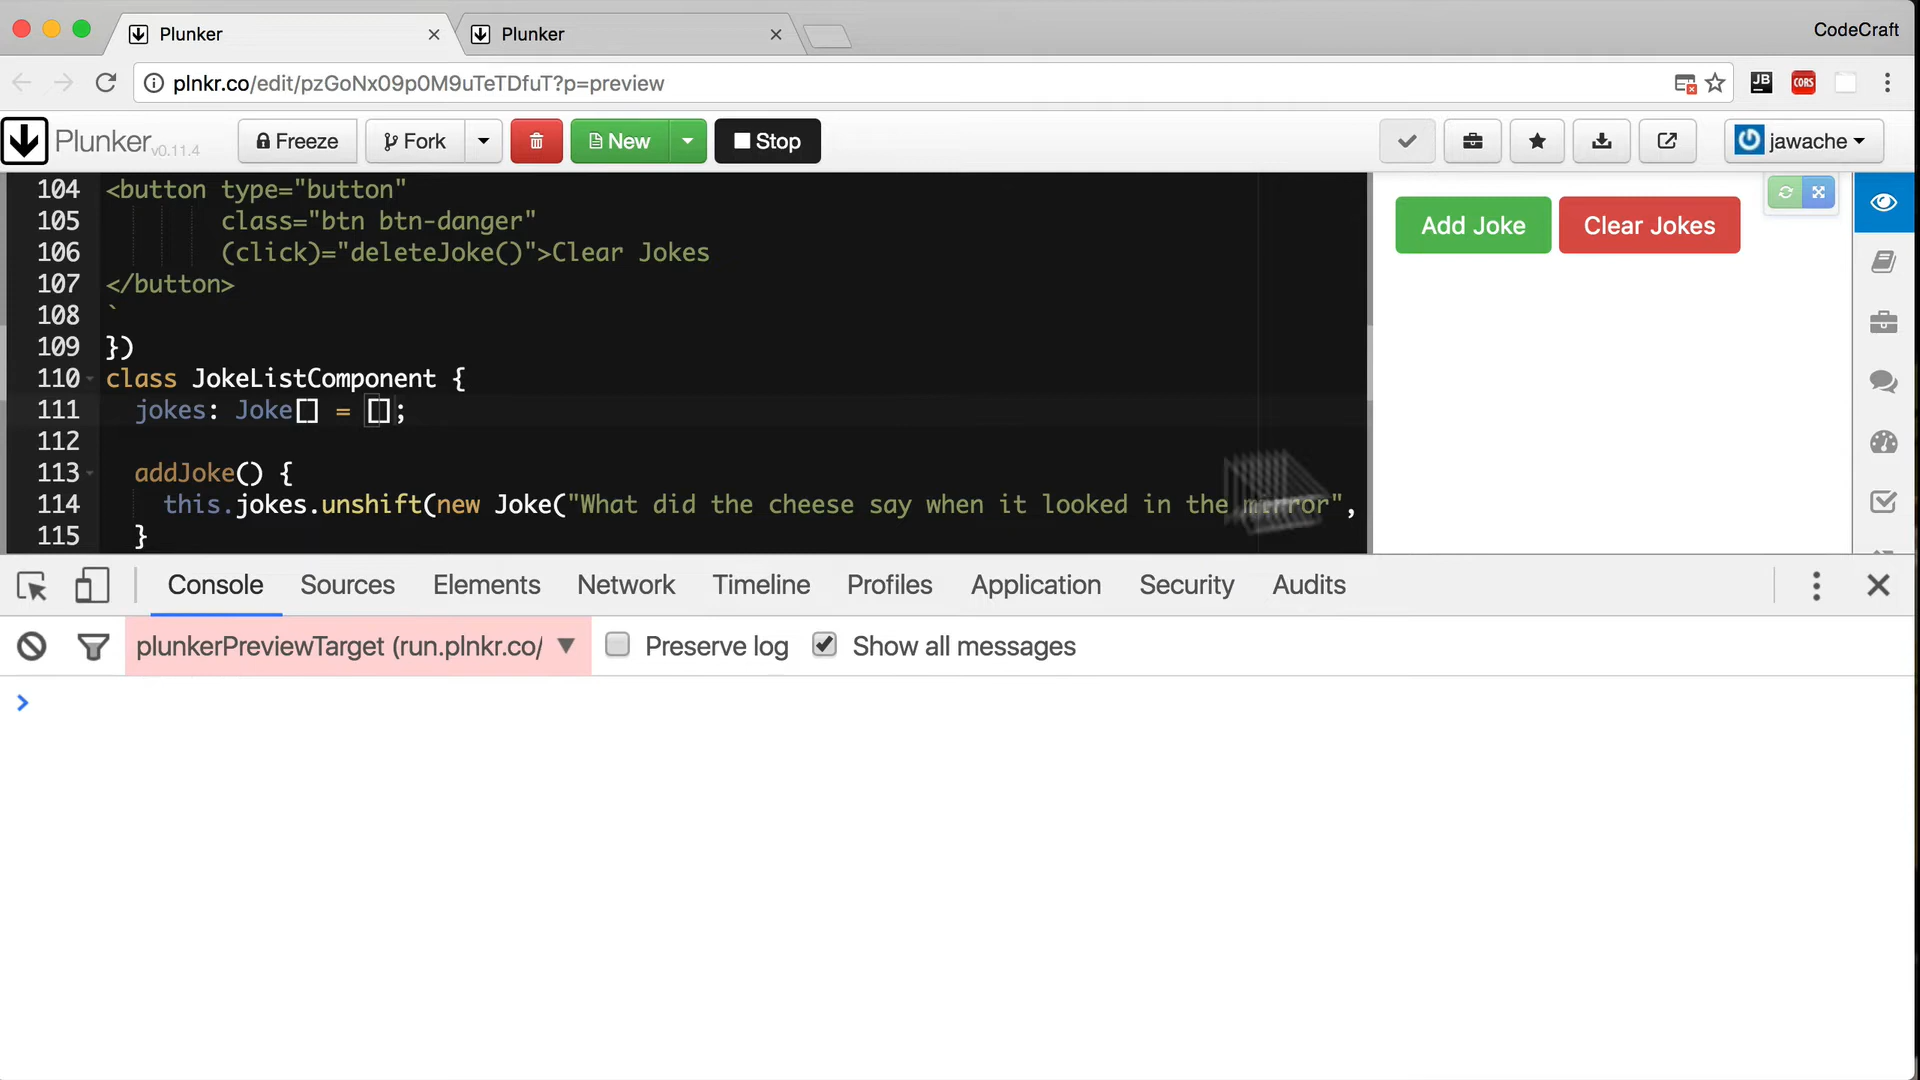 Plunker
Plunker
CodeCraft
plnkr.co/edit/pzGoNx09p0M9uTeTDfuT?p=preview
JB
CORS
Plunker v0.11.4
Freeze
Fork
New
Stop
jawache
104 <button type="button"
105 class="btn btn-danger"
106 (click)="deleteJoke()">Clear Jokes
107 </button>
108 `
109 })
110 class JokeListComponent {
111 jokes: Joke[] = [];
112
113 addJoke() {
114 this.jokes.unshift(new Joke("What did the cheese say when it looked in the mirror",
115 }
Add Joke
Clear Jokes
Console Sources Elements Network Timeline Profiles Application Security Audits
plunkerPreviewTarget (run.plnkr.co/
Preserve log
Show all messages
>